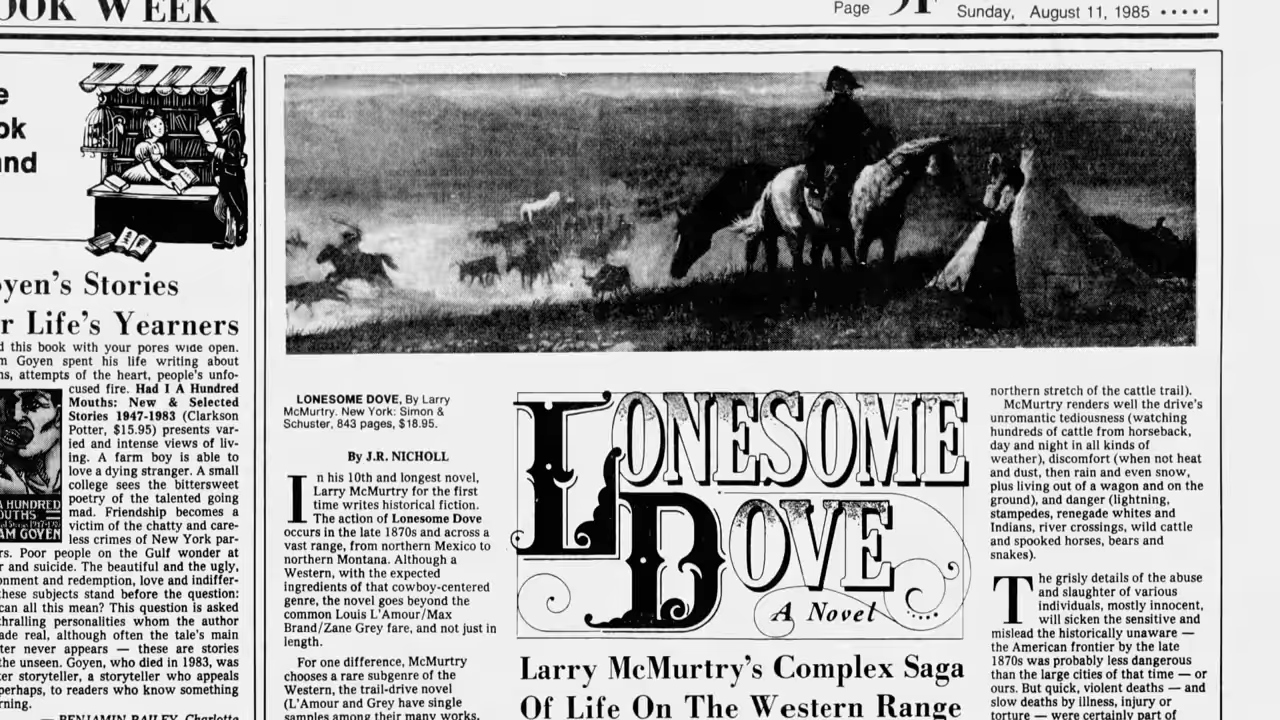 WEEK
Page
Sunday, August 11, 1985 •••••
and
Stories
Life's Yearners
this book with your pores wide open.
Goyen spent his life writing about
attempts of the heart, people's unfo-
cused fire. Had I A Hundred
Mouths: New & Selected
Stories 1947-1983 (Clarkson
Potter, $15.95) presents var-
ied and intense views of liv-
ing. A farm boy is able to
love a dying stranger. A small
college sees the bittersweet
poetry of the talented going
mad. Friendship becomes a
victim of the chatty and care-
less crimes of New York par-
A HUNDRED
GOYEN
Poor people on the Gulf wonder at
and suicide. The beautiful and the ugly,
and redemption, love and indiffer-
these subjects stand before the question:
can all this mean? This question is asked
personalities whom the author
real, although often the tale's main
never appears — these are stories
the unseen. Goyen, who died in 1983, was
storyteller, a storyteller who appeals
perhaps, to readers who know something
— BENJAMIN BAILEY, Charlotte
LONESOME DOVE, By Larry
McMurtry. New York: Simon &
Schuster, 843 pages, $18.95.
By J.R. NICHOLL
In his 10th and longest novel,
Larry McMurtry for the first
time writes historical fiction.
The action of Lonesome Dove
occurs in the late 1870s and across a
vast range, from northern Mexico to
northern Montana. Although a
Western, with the expected
ingredients of that cowboy-centered
genre, the novel goes beyond the
common Louis L'Amour/Max
Brand/Zane Grey fare, and not just in
length.
For one difference, McMurtry
chooses a rare subgenre of the
Western, the trail-drive novel
(L'Amour and Grey have single
samples among their many works,
LONESOME
DOVE
A Novel
Larry McMurtry's Complex Saga
Of Life On The Western Range
northern stretch of the cattle trail).
McMurtry renders well the drive's
unromantic tediousness (watching
hundreds of cattle from horseback,
day and night in all kinds of
weather), discomfort (when not heat
and dust, then rain and even snow,
plus living out of a wagon and on the
ground), and danger (lightning,
stampedes, renegade whites and
Indians, river crossings, wild cattle
and spooked horses, bears and
snakes).
The grisly details of the abuse
and slaughter of various
individuals, mostly innocent,
will sicken the sensitive and
mislead the historically unaware —
the American frontier by the late
1870s was probably less dangerous
than the large cities of that time — or
ours. But quick, violent deaths — and
slow deaths by illness, injury or
torture — were certainly part of